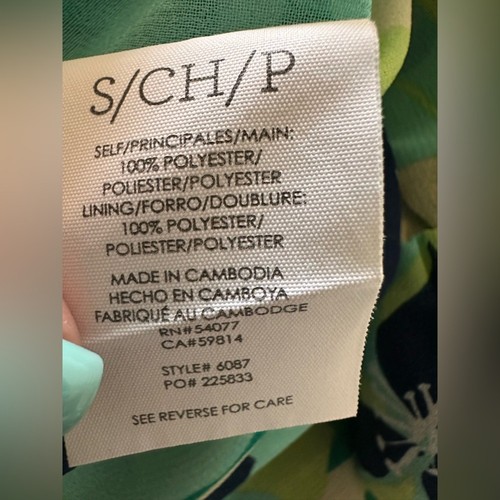 S/CH/P
SELF/PRINCIPALES/MAIN:
100% POLYESTER/
POLIESTER/POLYESTER
LINING/FORRO/DOUBLURE:
100% POLYESTER/
POLIESTER/POLYESTER
MADE IN CAMBODIA
HECHO EN CAMBOYA
FABRIQUÉ AU CAMBODGE
RN#54077
CA#59814
STYLE# 6087
PO# 225833
SEE REVERSE FOR CARE